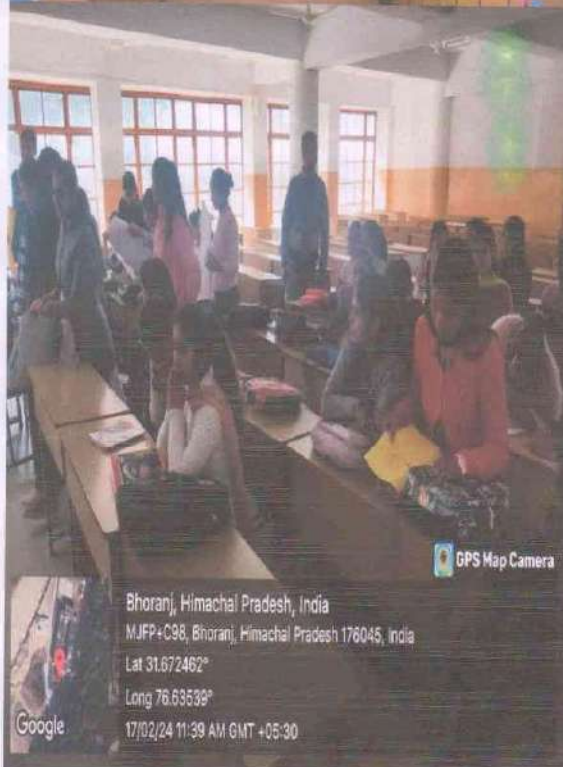 GPS Map Camera
Bhoranj, Himachal Pradesh, India
MJFP+C98, Bhoranj, Himachal Pradesh 176045, India
Lat 31.672462°
Long 76.63539°
17/02/24 11:39 AM GMT +05:30
Google